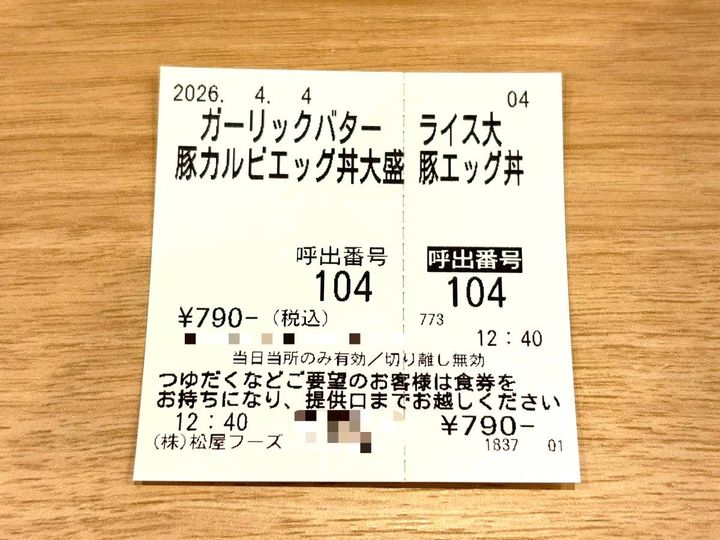 2026. 4. 4 04
ガーリックバター ライス大
豚カルビエッグ丼大盛 豚エッグ丼
呼出番号 呼出番号
104 104
¥790-(税込) 773
12:40
当日当所のみ有効/切り離し無効
つゆだくなどご要望のお客様は食券を
お持ちになり、提供口までお越しください
12:40 ¥790-
(株)松屋フーズ 1837 01